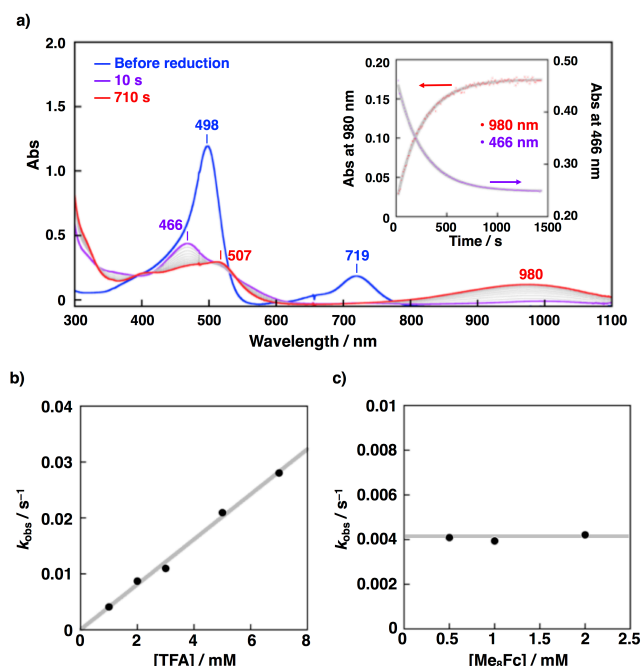 a)
2.0
1.5
1.0
0.5
0
Abs
Before reduction
10 s
710 s
498
466
507
719
980
300 400 500 600 700 800 900 1000 1100
Wavelength / nm
0.20
0.15
0.10
0.05
0
Abs at 980 nm
0.50
0.40
0.30
0.20
Abs at 466 nm
980 nm
466 nm
0 500 1000 1500
Time / s
b)
0.04
0.03
0.02
0.01
0
kobs / s–1
0 2 4 6 8
[TFA] / mM
c)
0.01
0.008
0.006
0.004
0.002
0
kobs / s–1
0 0.5 1.0 1.5 2.0 2.5
[Me8Fc] / mM